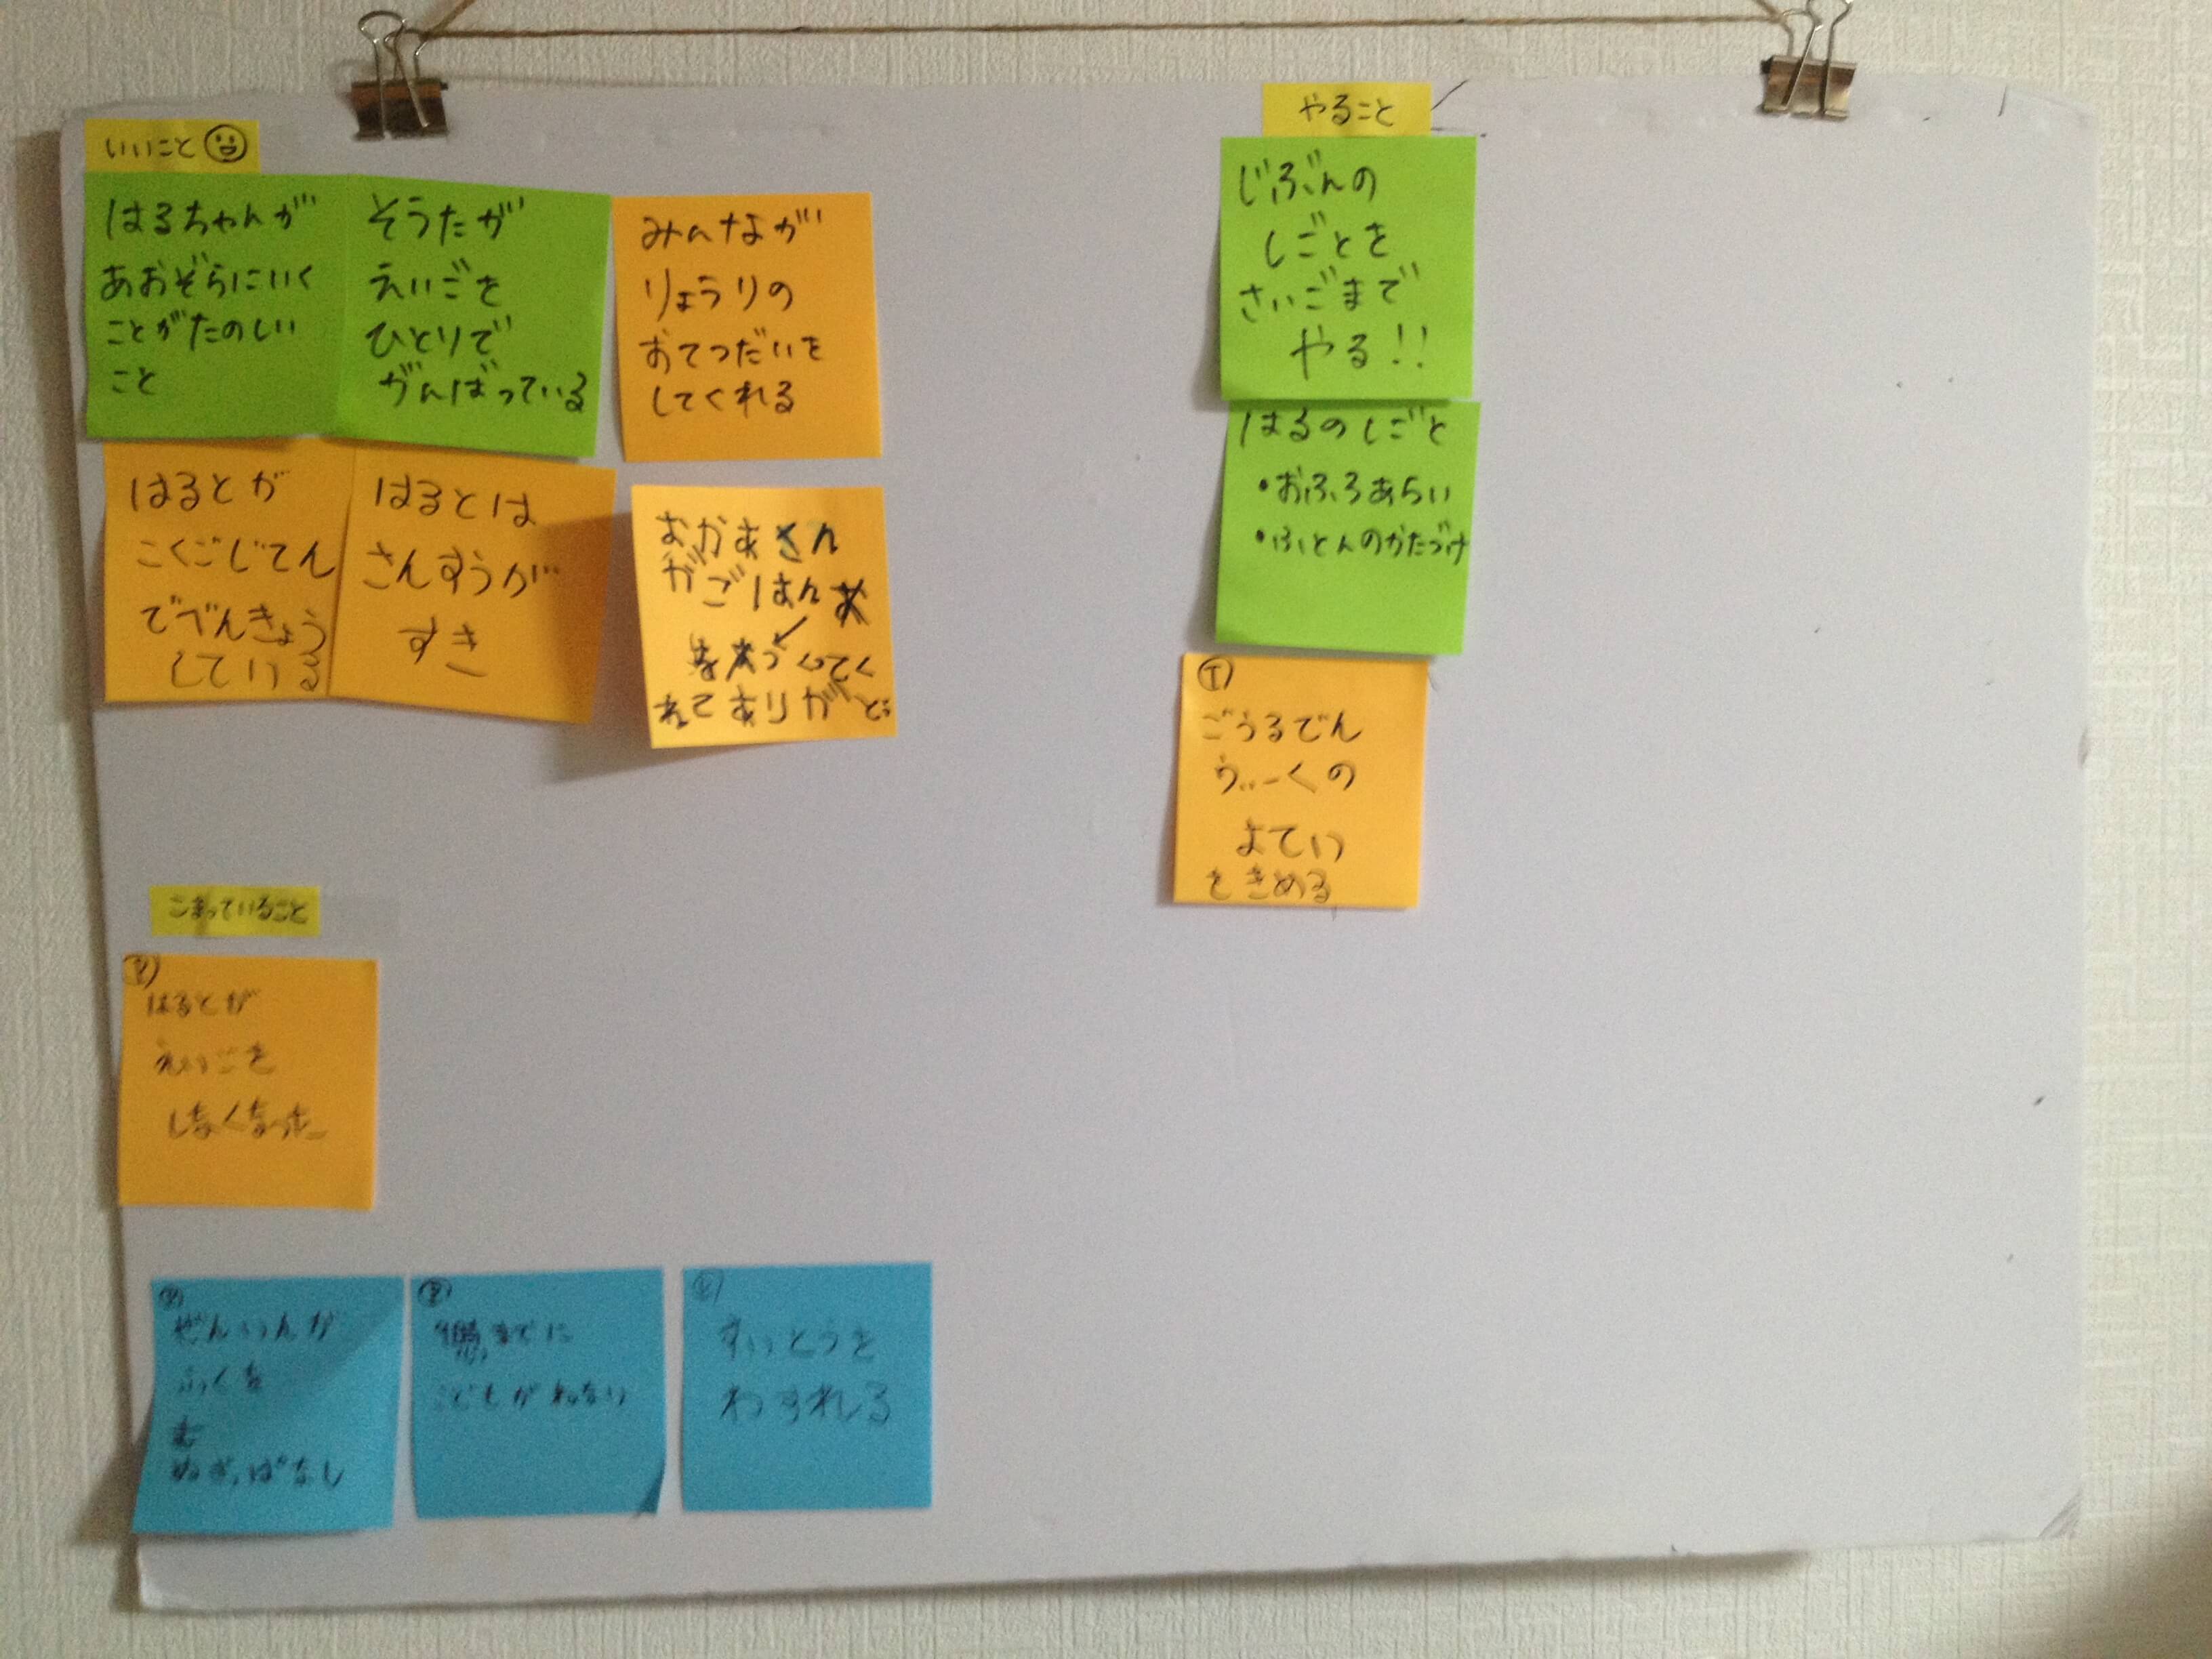 いいこと
はるちゃんが
あおぞらにいく
ことがたのしい
こと
そうたが
えいごを
ひとりで
がんばっている
みんなが
りょうりの
おてつだいを
してくれる
はるとが
こくごじてん
でべんきょう
している
はるとは
さんすうが
すき
おかあさん
がごはん
をつくってく
れてありがとう
こまっていること
はるとが
えいごを
しなくなった
ぜんいんが
ふくを
ぬぎっぱなし
9時までに
こどもがねない
すいとうを
わすれる
やること
じぶんの
しごとを
さいごまで
やる!!
はるのしごと
・おふろあらい
・ふとんのかたづけ
ごうるでん
うぃーくの
よてい
をきめる